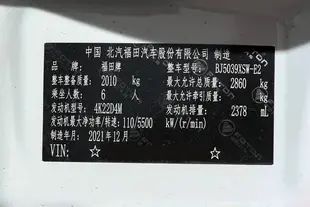 中国 北汽福田汽车股份有限公司 制造
品牌: 福田牌 整车型号: BJ5039XSW-E2
整车整备质量: 2010 kg 最大允许总质量: 2860 kg
乘坐人数: 6 人 最大允许牵引质量: kg
发动机型号: 4K22D4M 发动机排量: 2378 mL
发动机最大净功率/转速: 110/5500 kW/(r/min)
制造年月: 2021年12月
VIN: ☆ ☆